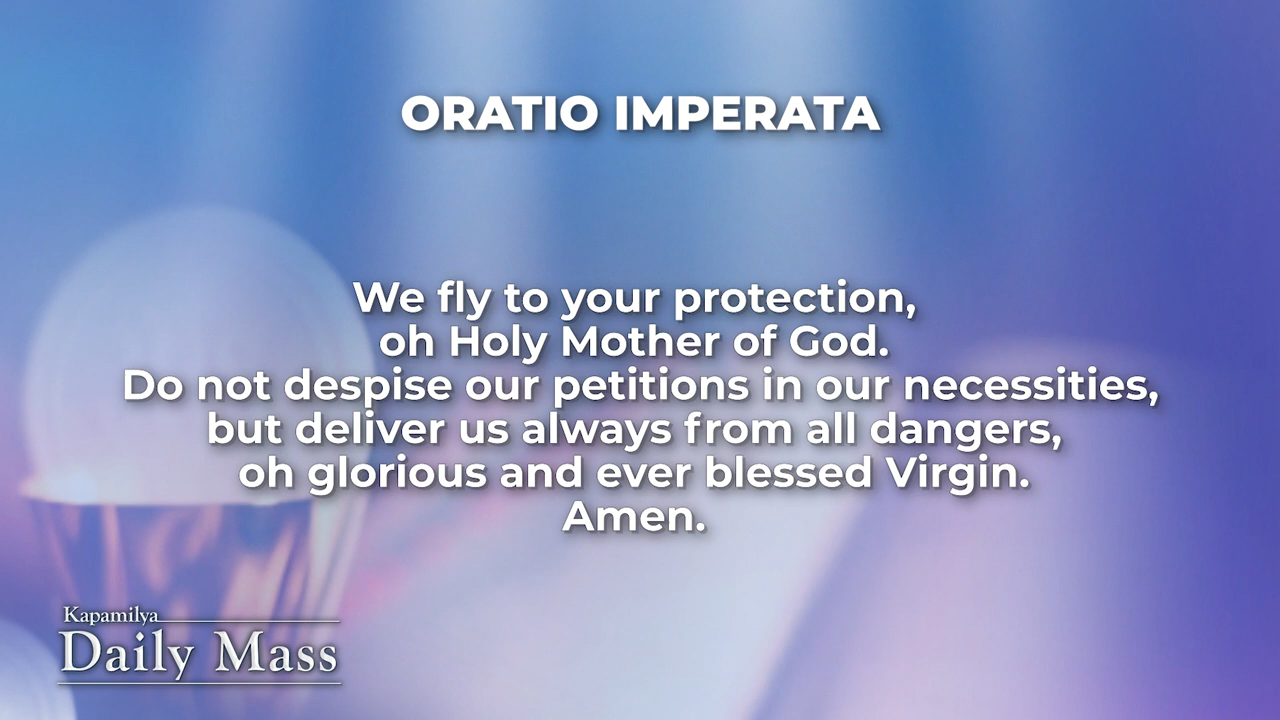 ORATIO IMPERATA
We fly to your protection,
oh Holy Mother of God.
Do not despise our petitions in our necessities,
but deliver us always from all dangers,
oh glorious and ever blessed Virgin.
Amen.
Kapamilya
Daily Mass